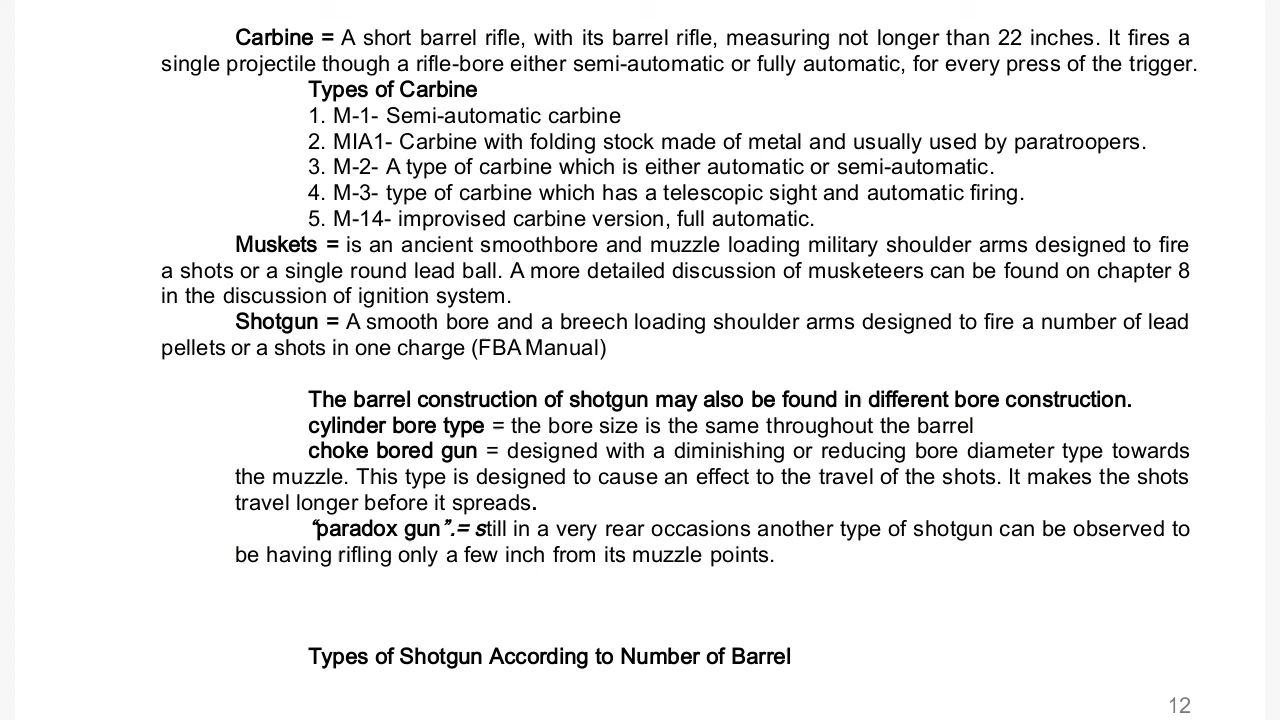 Carbine = A short barrel rifle, with its barrel rifle, measuring not longer than 22 inches. It fires a
single projectile though a rifle-bore either semi-automatic or fully automatic, for every press of the trigger.
Types of Carbine
1. M-1- Semi-automatic carbine
2. MIA1- Carbine with folding stock made of metal and usually used by paratroopers.
3. M-2- A type of carbine which is either automatic or semi-automatic.
4. M-3- type of carbine which has a telescopic sight and automatic firing.
5. M-14- improvised carbine version, full automatic.
Muskets = is an ancient smoothbore and muzzle loading military shoulder arms designed to fire
a shots or a single round lead ball. A more detailed discussion of musketeers can be found on chapter 8
in the discussion of ignition system.
Shotgun = A smooth bore and a breech loading shoulder arms designed to fire a number of lead
pellets or a shots in one charge (FBA Manual)
The barrel construction of shotgun may also be found in different bore construction.
cylinder bore type = the bore size is the same throughout the barrel
choke bored gun = designed with a diminishing or reducing bore diameter type towards
the muzzle. This type is designed to cause an effect to the travel of the shots. It makes the shots
travel longer before it spreads.
“paradox gun”.= still in a very rear occasions another type of shotgun can be observed to
be having rifling only a few inch from its muzzle points.
Types of Shotgun According to Number of Barrel
12